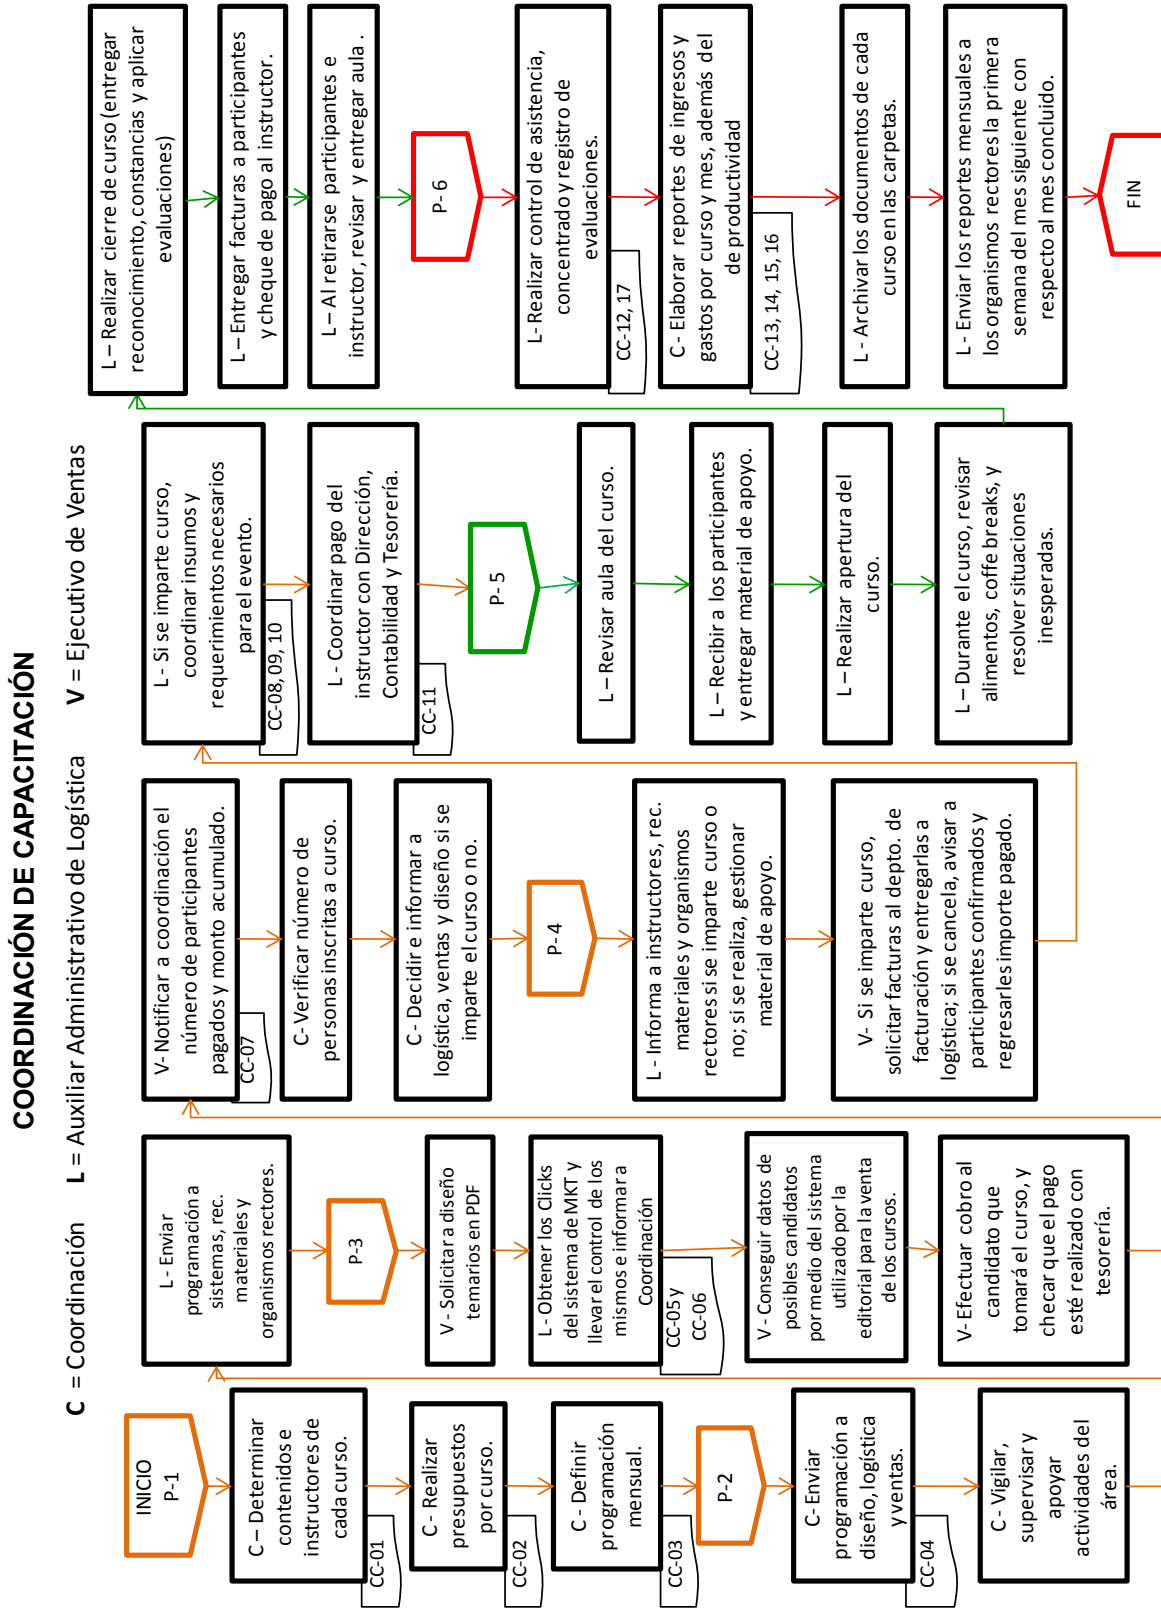 COORDINACIÓN DE CAPACITACIÓN
C = Coordinación L = Auxiliar Administrativo de Logística V = Ejecutivo de Ventas
INICIO
P-1
C – Determinar
contenidos e
instructores de
cada curso.
CC-01
C- Realizar
presupuestos
por curso.
CC-02
C - Definir
programación
mensual.
CC-03
P-2
C- Enviar
programación a
diseño, logística
y ventas.
CC-04
C- Vigilar,
supervisar y
apoyar
actividades del
área.
L - Enviar
programación a
sistemas, rec.
materiales y
organismos rectores.
P-3
V - Solicitar a diseño
temarios en PDF
L- Obtener los Clicks
del sistema de MKT y
llevar el control de los
mismos e informar a
Coordinación
CC-05 y
CC-06
V - Conseguir datos de
posibles candidatos
por medio del sistema
utilizado por la
editorial para la venta
de los cursos.
V- Efectuar cobro al
candidato que
tomará el curso, y
checar que el pago
esté realizado con
tesorería.
V- Notificar a coordinación el
número de participantes
pagados y monto acumulado.
CC-07
C- Verificar número de
personas inscritas a curso.
C- Decidir e informar a
logística, ventas y diseño si se
imparte el curso o no.
P-4
L - Informa a instructores, rec.
materiales y organismos
rectores si se imparte curso o
no; si se realiza, gestionar
material de apoyo.
V- Si se imparte curso,
solicitar facturas al depto. de
facturación y entregarlas a
logística; si se cancela, avisar a
participantes confirmados y
regresarles importe pagado.
L - Si se imparte curso,
coordinar insumos y
requerimientos necesarios
para el evento.
CC-08, 09, 10
L - Coordinar pago del
instructor con Dirección,
Contabilidad y Tesorería.
CC-11
P-5
L – Revisar aula del curso.
L – Recibir a los participantes
y entregar material de apoyo.
L – Realizar apertura del
curso.
L – Durante el curso, revisar
alimentos, coffe breaks, y
resolver situaciones
inesperadas.
L – Realizar cierre de curso (entregar
reconocimiento, constancias y aplicar
evaluaciones)
L – Entregar facturas a participantes
y cheque de pago al instructor.
L – Al retirarse participantes e
instructor, revisar y entregar aula .
P-6
L- Realizar control de asistencia,
concentrado y registro de
evaluaciones.
CC-12, 17
C- Elaborar reportes de ingresos y
gastos por curso y mes, además del
de productividad
CC-13, 14, 15, 16
L - Archivar los documentos de cada
curso en las carpetas.
L - Enviar los reportes mensuales a
los organismos rectores la primera
semana del mes siguiente con
respecto al mes concluido.
FIN